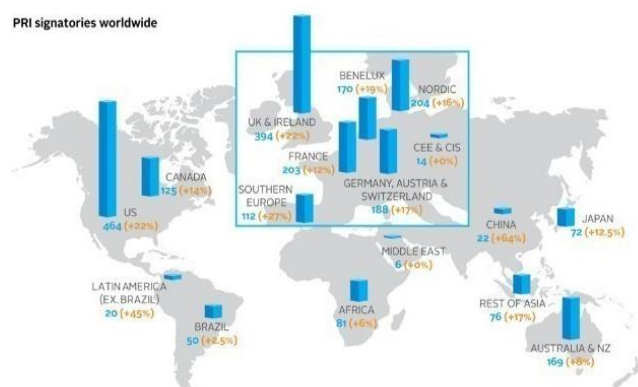 PRI signatories worldwide
BENELUX
170 (+19%)
NORDIC
204 (+16%)
UK & IRELAND
394 (+22%)
CEE & CIS
14 (+0%)
FRANCE
203 (+12%)
CANADA
125 (+14%)
GERMANY, AUSTRIA &
SWITZERLAND
188 (+17%)
SOUTHERN
EUROPE
112 (+27%)
US
464 (+22%)
CHINA
22 (+64%)
JAPAN
72 (+12.5%)
MIDDLE EAST
6 (+0%)
LATIN AMERICA
(EX. BRAZIL)
20 (+45%)
BRAZIL
50 (+2.5%)
AFRICA
81 (+6%)
REST OF ASIA
76 (+17%)
AUSTRALIA & NZ
169 (+8%)